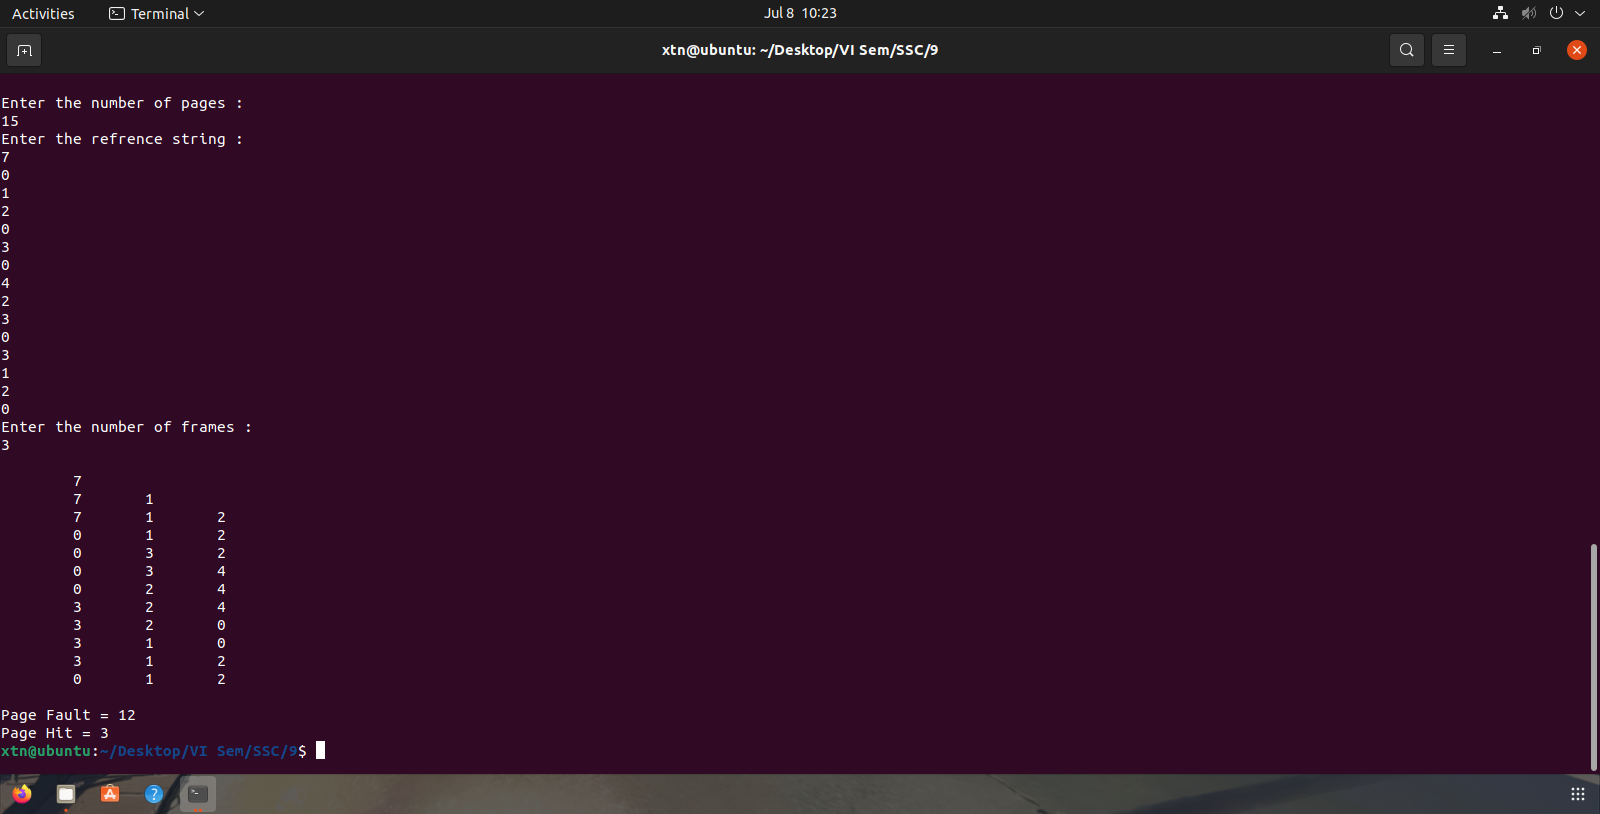 Activities Terminal Jul 8 10:23
xtn@ubuntu: ~/Desktop/VI Sem/SSC/9
Enter the number of pages :
15
Enter the refrence string :
7
0
1
2
0
3
0
4
2
3
0
3
1
2
0
Enter the number of frames :
3
7
7 1
7 1 2
0 1 2
0 3 2
0 3 4
0 2 4
3 2 4
3 2 0
3 1 0
3 1 2
0 1 2
Page Fault = 12
Page Hit = 3
xtn@ubuntu:~/Desktop/VI Sem/SSC/9$